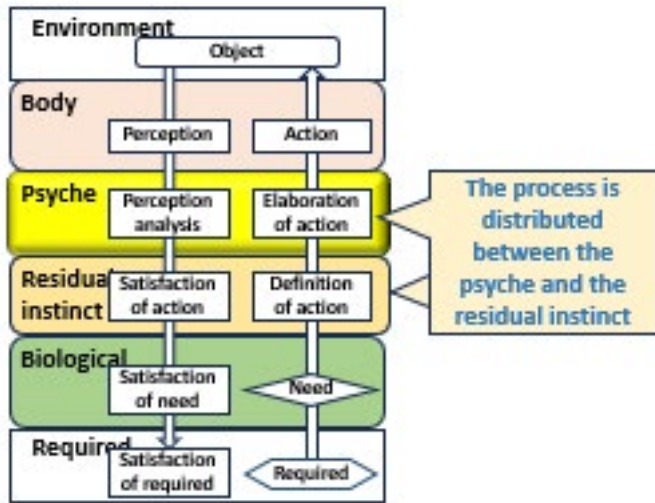 Environment
Object
Body
Perception
Action
Psyche
Perception
analysis
Elaboration
of action
The process is
distributed
between the
psyche and the
residual instinct
Residual
instinct
Satisfaction
of action
Definition
of action
Biological
Satisfaction
of need
Need
Required
Satisfaction
of required
Required